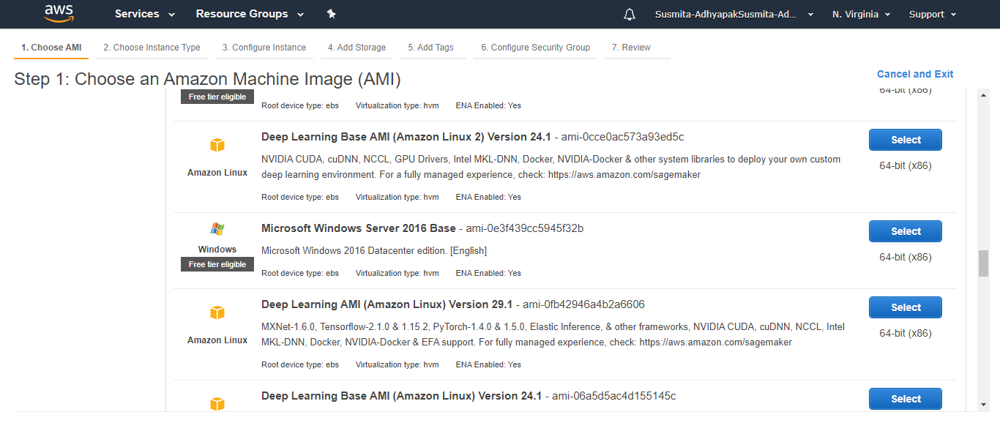 aws Services Resource Groups Susmita-AdhyapakSusmita-Ad... N. Virginia Support
1. Choose AMI 2. Choose Instance Type 3. Configure Instance 4. Add Storage 5. Add Tags 6. Configure Security Group 7. Review
Step 1: Choose an Amazon Machine Image (AMI)
Cancel and Exit
Free tier eligible
64-bit (x86)
Root device type: ebs Virtualization type: hvm ENA Enabled: Yes
Amazon Linux
Deep Learning Base AMI (Amazon Linux 2) Version 24.1 - ami-0cce0ac573a93ed5c
NVIDIA CUDA, cuDNN, NCCL, GPU Drivers, Intel MKL-DNN, Docker, NVIDIA-Docker & other system libraries to deploy your own custom
deep learning environment. For a fully managed experience, check: https://aws.amazon.com/sagemaker
Root device type: ebs Virtualization type: hvm ENA Enabled: Yes
Select
64-bit (x86)
Windows
Free tier eligible
Microsoft Windows Server 2016 Base - ami-0e3f439cc5945f32b
Microsoft Windows 2016 Datacenter edition. [English]
Root device type: ebs Virtualization type: hvm ENA Enabled: Yes
Select
64-bit (x86)
Amazon Linux
Deep Learning AMI (Amazon Linux) Version 29.1 - ami-0fb42946a4b2a6606
MXNet-1.6.0, Tensorflow-2.1.0 & 1.15.2, PyTorch-1.4.0 & 1.5.0, Elastic Inference, & other frameworks, NVIDIA CUDA, cuDNN, NCCL, Intel
MKL-DNN, Docker, NVIDIA-Docker & EFA support. For fully managed experience, check: https://aws.amazon.com/sagemaker
Root device type: ebs Virtualization type: hvm ENA Enabled: Yes
Select
64-bit (x86)
Deep Learning Base AMI (Amazon Linux) Version 24.1 - ami-06a5d5ac4d155145c
Select